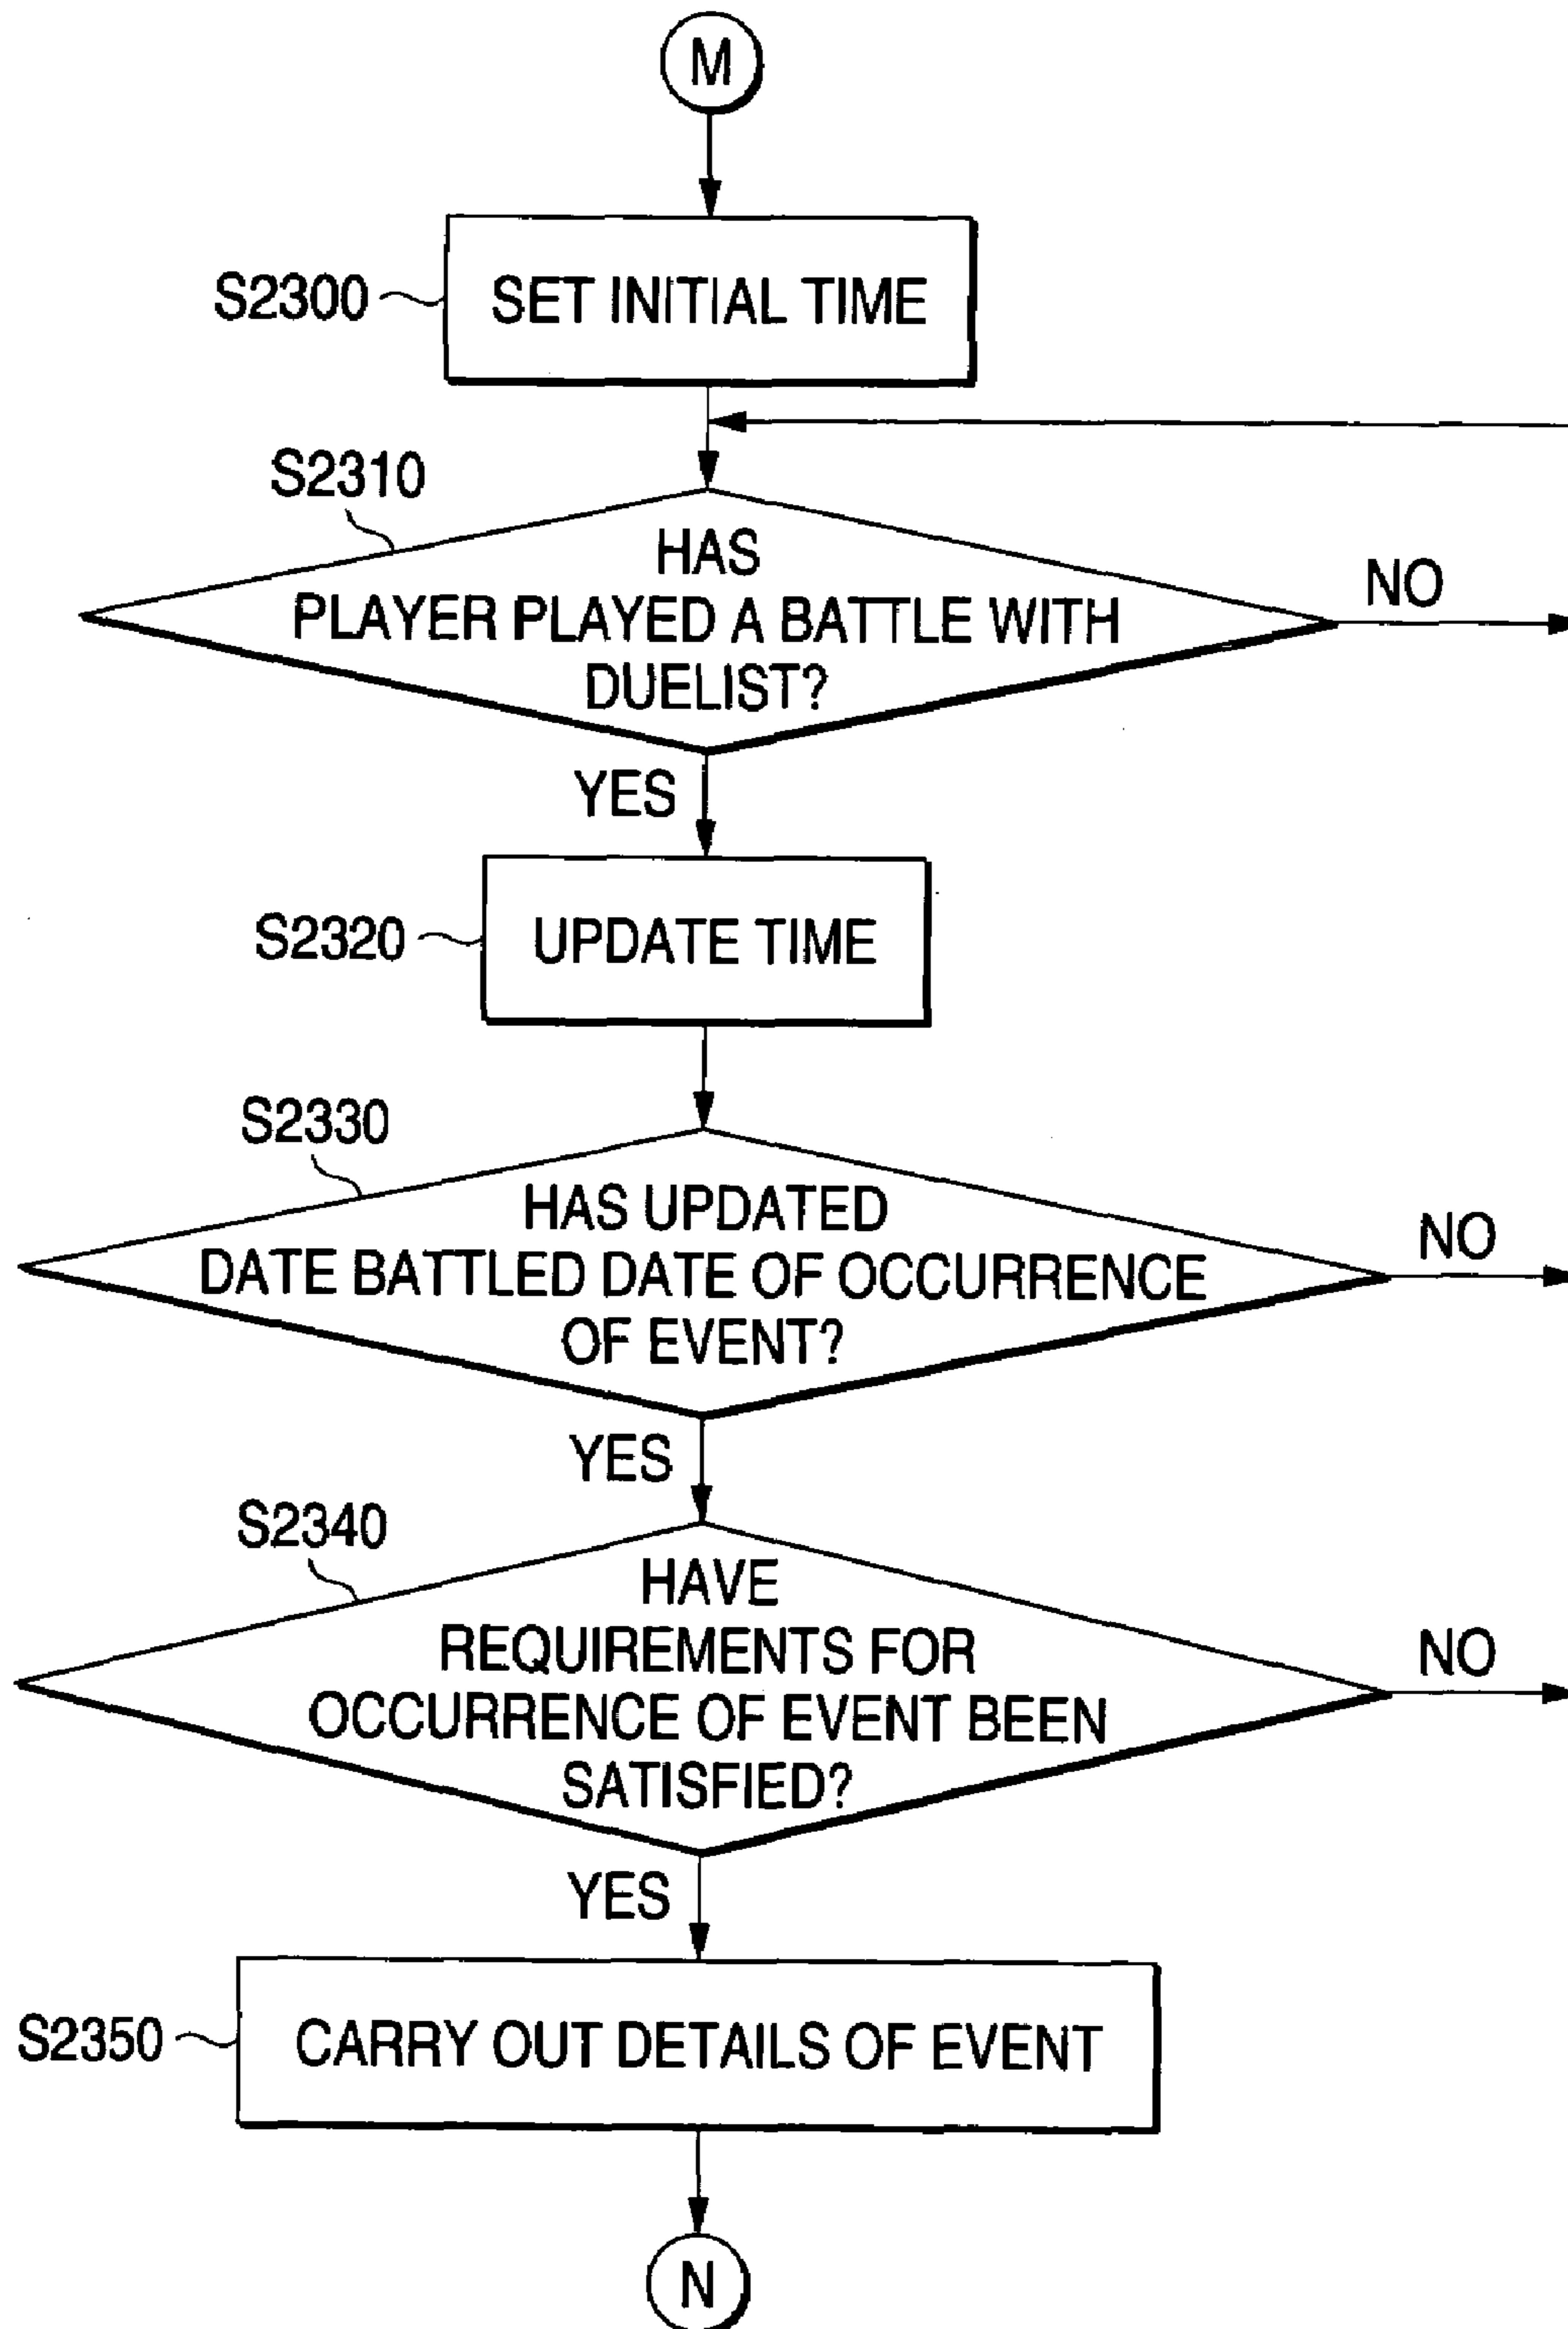 M
S2300
SET INITIAL TIME
S2310
HAS
PLAYER PLAYED A BATTLE WITH
DUELIST?
NO
YES
S2320
UPDATE TIME
S2330
HAS UPDATED
DATE BATTLED DATE OF OCCURRENCE
OF EVENT?
NO
YES
S2340
HAVE
REQUIREMENTS FOR
OCCURRENCE OF EVENT BEEN
SATISFIED?
NO
YES
S2350
CARRY OUT DETAILS OF EVENT
N